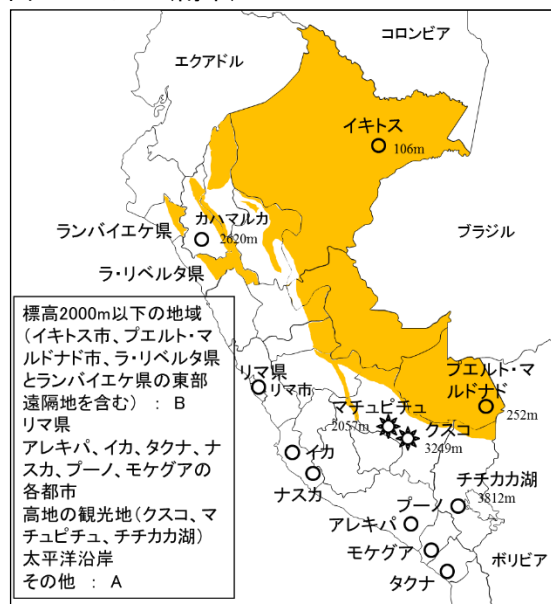 コロンビア
エクアドル
イキトス
106m
カハマルカ
2620m
ランバイエケ県
ブラジル
ラ・リベルタ県
標高2000m以下の地域
(イキトス市、プエルト・マ
ルドナド市、ラ・リベルタ県
とランバイエケ県の東部
遠隔地を含む) : B
リマ県
アレキパ、イカ、タクナ、ナ
スカ、プーノ、モケグアの
各都市
高地の観光地(クスコ、マ
チュピチュ、チチカカ湖)
太平洋沿岸
その他 : A
リマ県
リマ市
プエルト・マ
ルドナド
252m
マチュピチュ
2057m
クスコ
3249m
イカ
ナスカ
チチカカ湖
3812m
プーノ
アレキパ
モケグア
ボリビア
タクナ